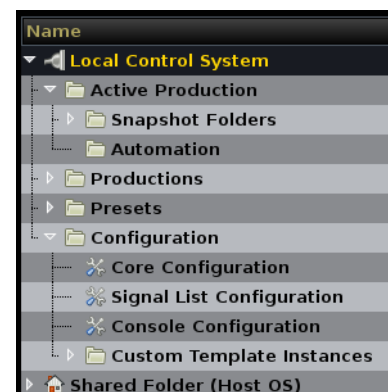 Name
Local Control System
Active Production
Snapshot Folders
Automation
Productions
Presets
Configuration
Core Configuration
Signal List Configuration
Console Configuration
Custom Template Instances
Shared Folder (Host OS)